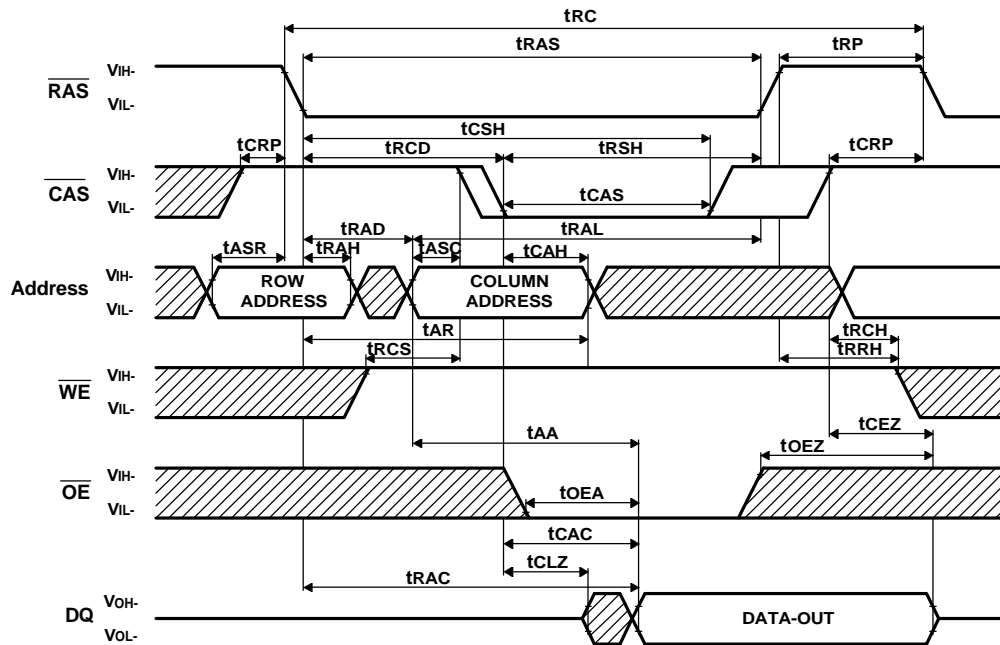 tRC
tRAS tRP
RAS VIH-
VIL-
tCSH
tCRP tRCD tRSH tCRP
CAS VIH-
VIL-
tCAS
tRAD tRAL
tASR tRAH tASC tCAH
Address VIH-
VIL-
ROW ADDRESS
COLUMN ADDRESS
tAR tRCH
tRCS tRRH
WE VIH-
VIL-
tAA tCEZ
tOEZ
OE VIH-
VIL-
tOEA
tCAC
tCLZ
tRAC
DQ VOH-
VOL-
DATA-OUT